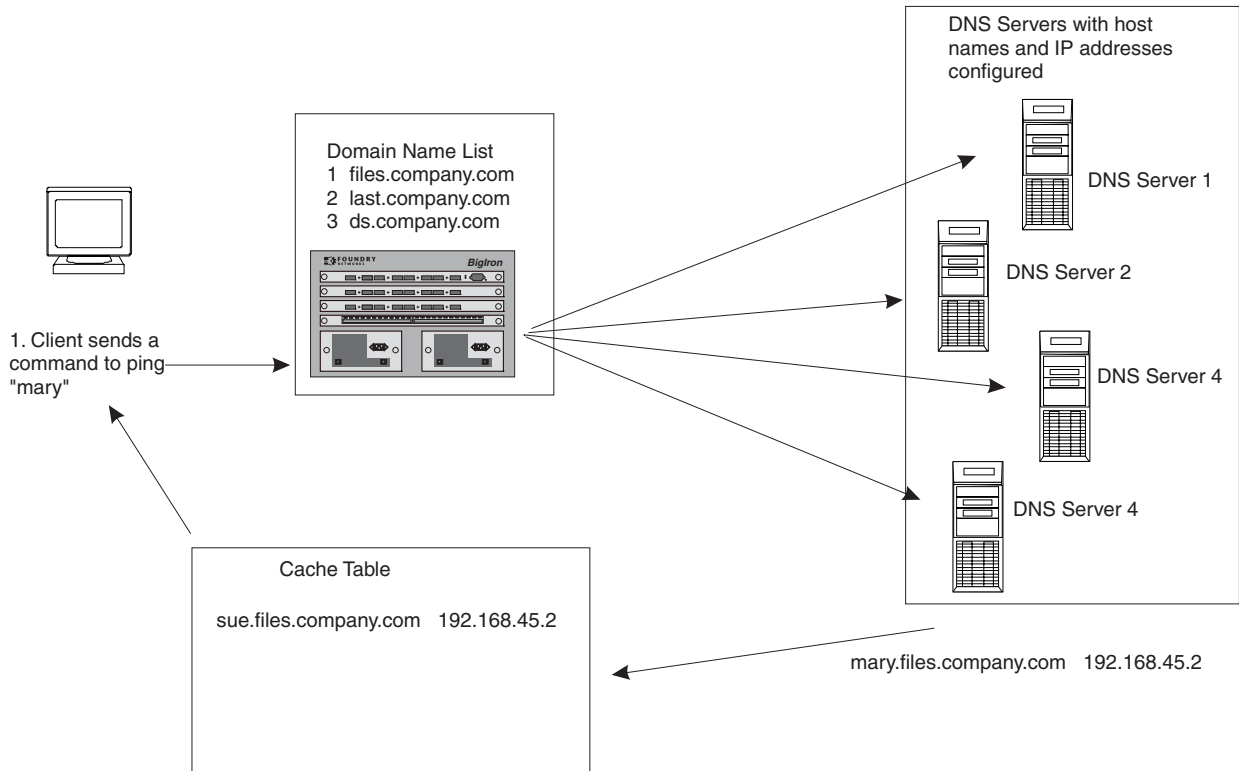 DNS Servers with host
names and IP addresses
configured
Domain Name List
1 files.company.com
2 last.company.com
3 ds.company.com
FOUNDRY
NETWORKS
BigIron
DNS Server 1
DNS Server 2
1. Client sends a
command to ping
"mary"
DNS Server 4
DNS Server 4
Cache Table
sue.files.company.com 192.168.45.2
mary.files.company.com 192.168.45.2